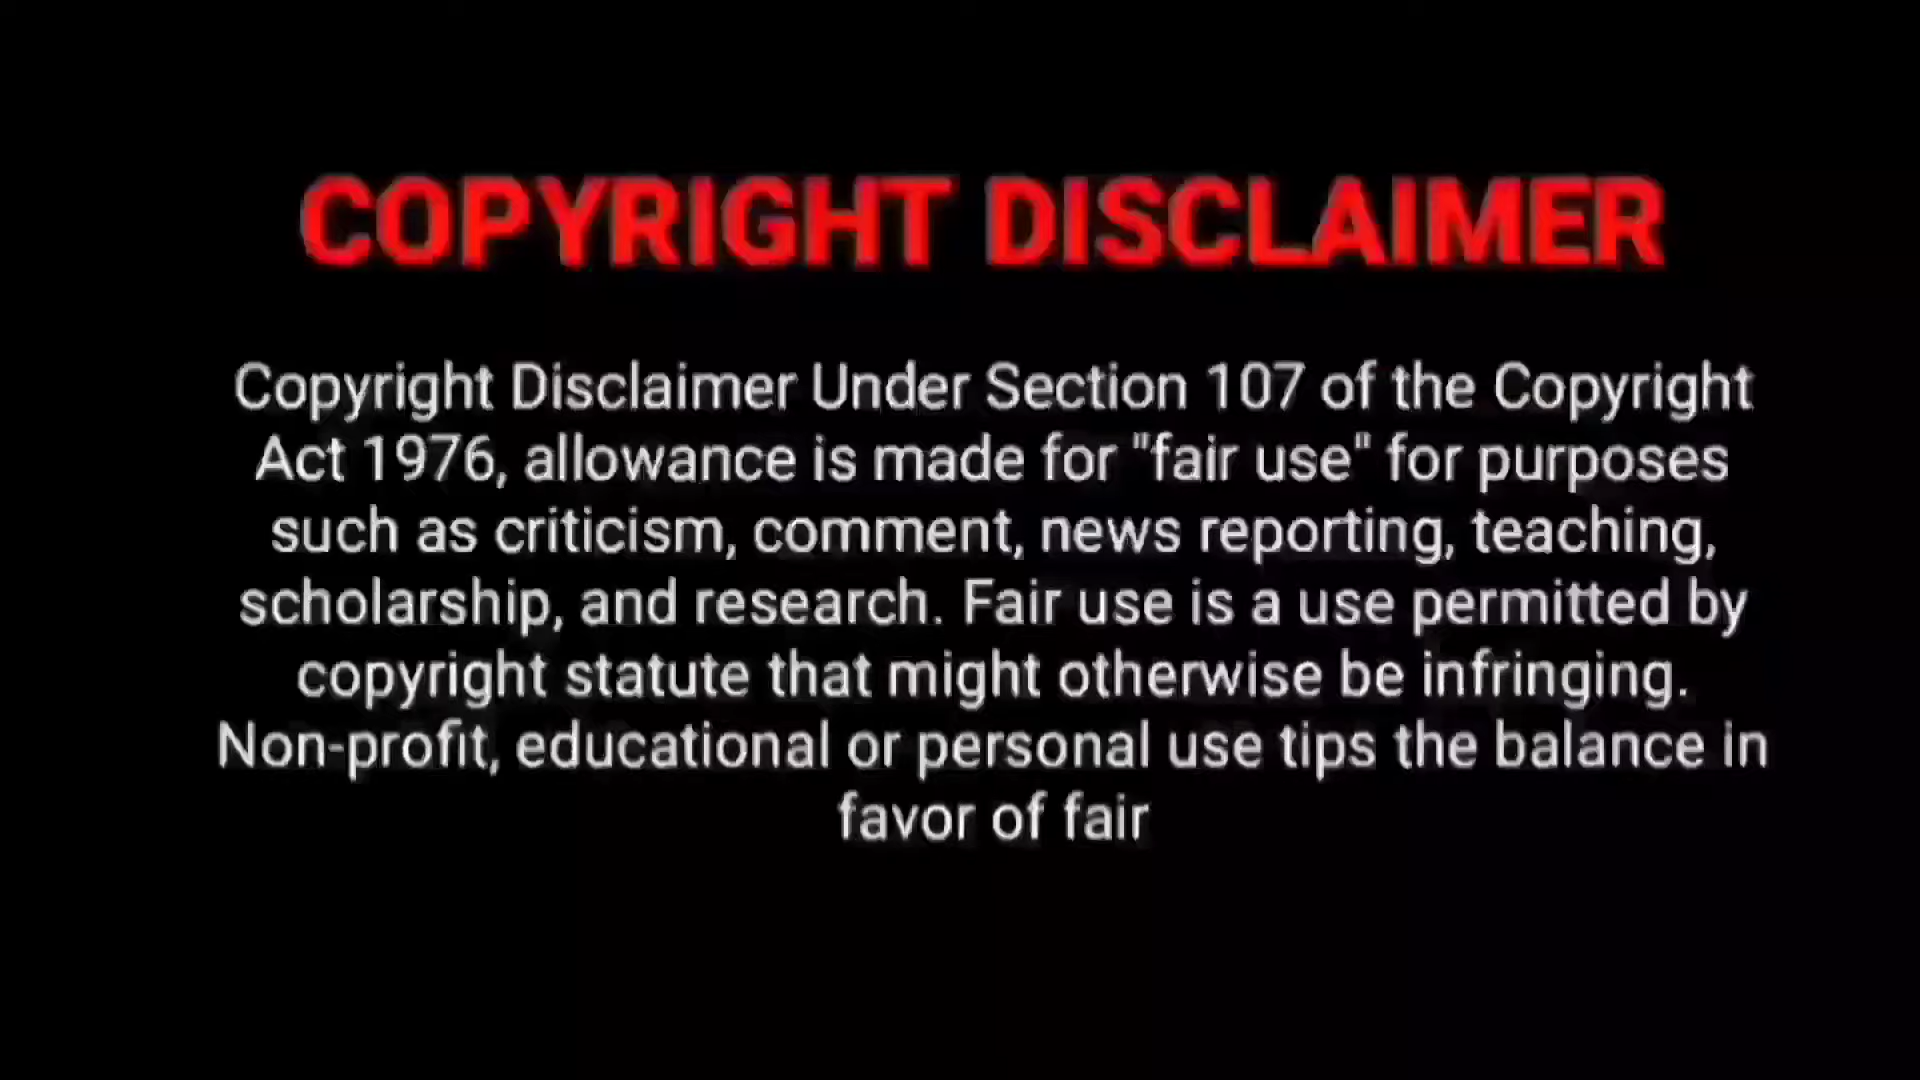 COPYRIGHT DISCLAIMER
Copyright Disclaimer Under Section 107 of the Copyright
Act 1976, allowance is made for "fair use" for purposes
such as criticism, comment, news reporting, teaching,
scholarship, and research. Fair use is a use permitted by
copyright statute that might otherwise be infringing.
Non-profit, educational or personal use tips the balance in
favor of fair